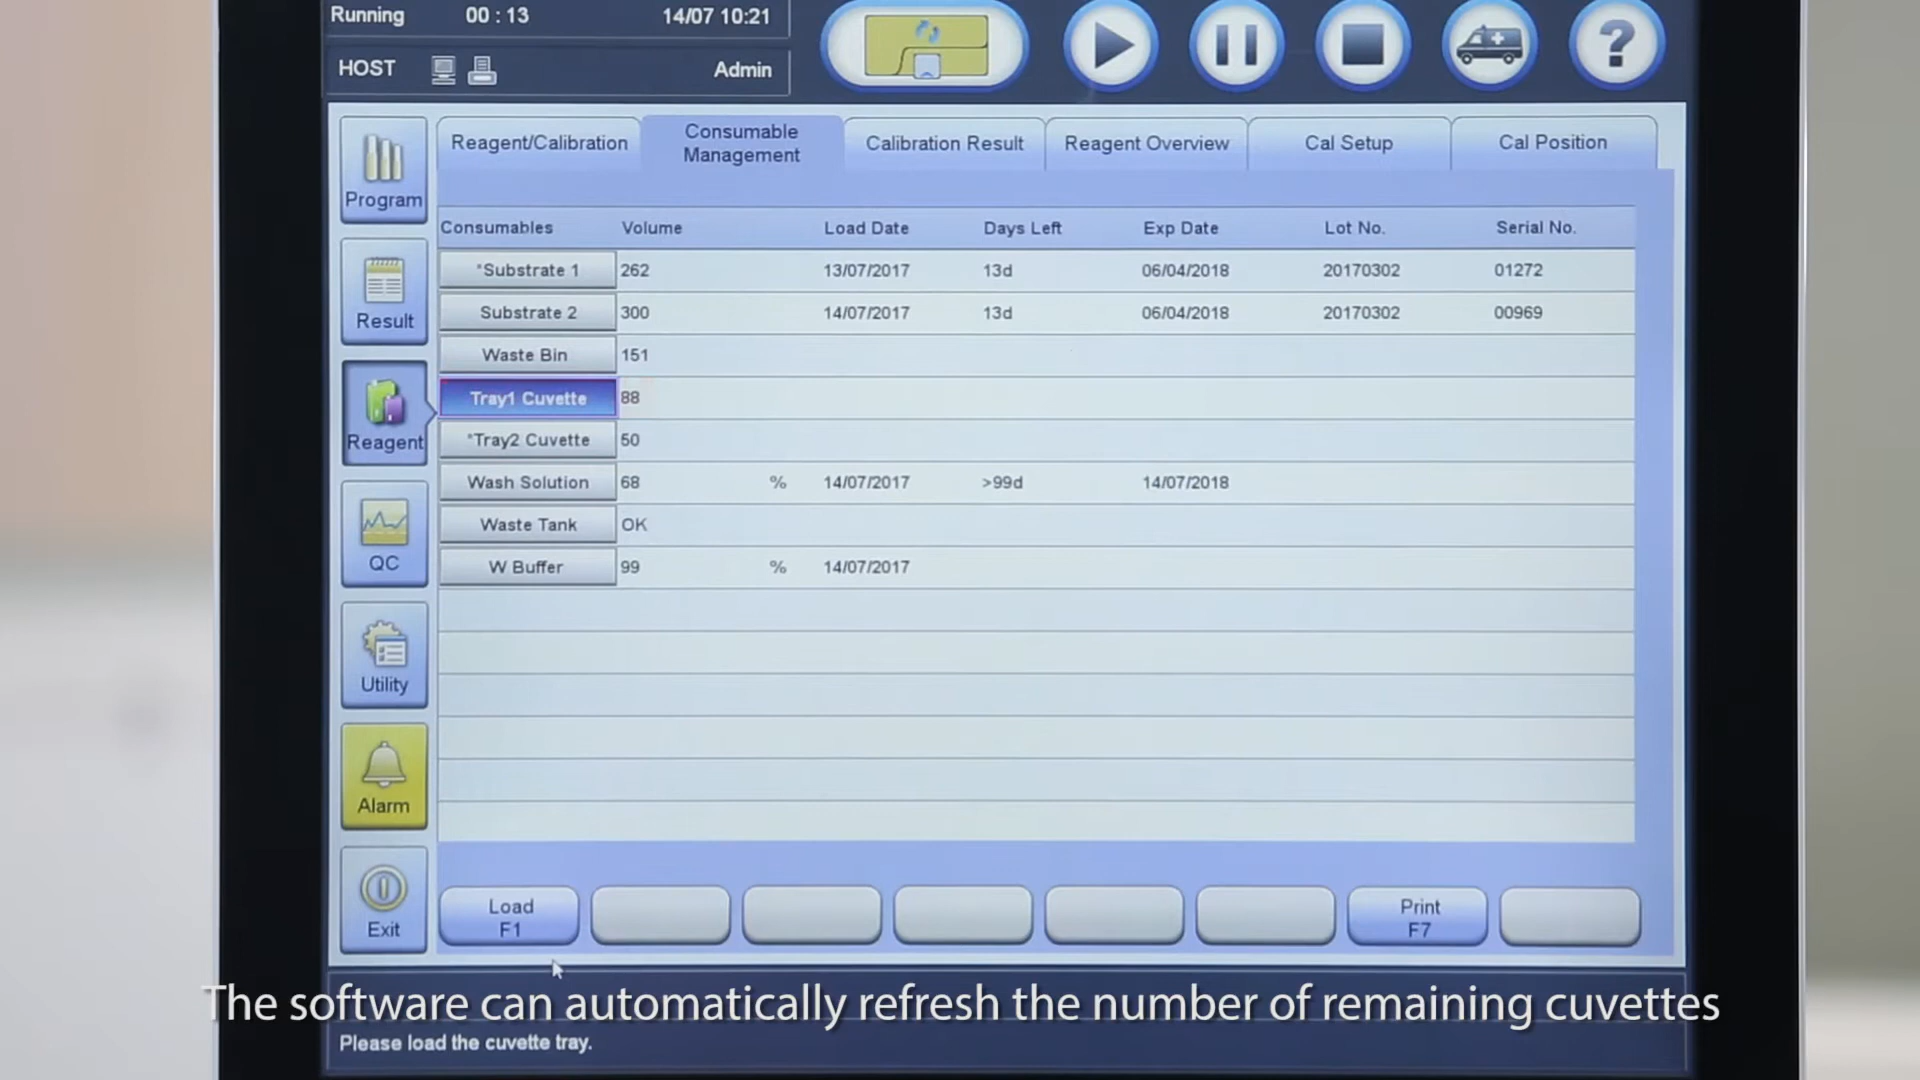 Running 00 : 13 14/07 10:21
HOST Admin
Program
Result
Reagent
QC
Utility
Alarm
Exit
Reagent/Calibration
Consumable
Management
Calibration Result
Reagent Overview
Cal Setup
Cal Position
Consumables Volume Load Date Days Left Exp Date Lot No. Serial No.
*Substrate 1 262 13/07/2017 13d 06/04/2018 20170302 01272
Substrate 2 300 14/07/2017 13d 06/04/2018 20170302 00969
Waste Bin 151
Tray1 Cuvette 88
*Tray2 Cuvette 50
Wash Solution 68 % 14/07/2017 >99d 14/07/2018
Waste Tank OK
W Buffer 99 % 14/07/2017
Load
F1
Print
F7
The software can automatically refresh the number of remaining cuvettes
Please load the cuvette tray.